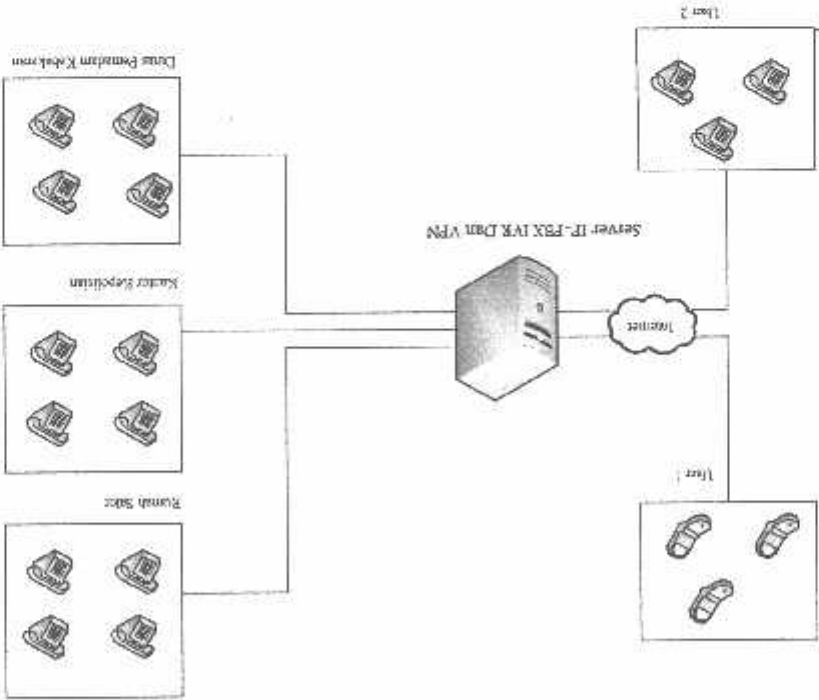 User 1
Rumah Sakit
Internet
Kantor Kepolisian
Server IP-PBX IVR Dan VPN
User 2
Dinas Pemadam Kebakaran